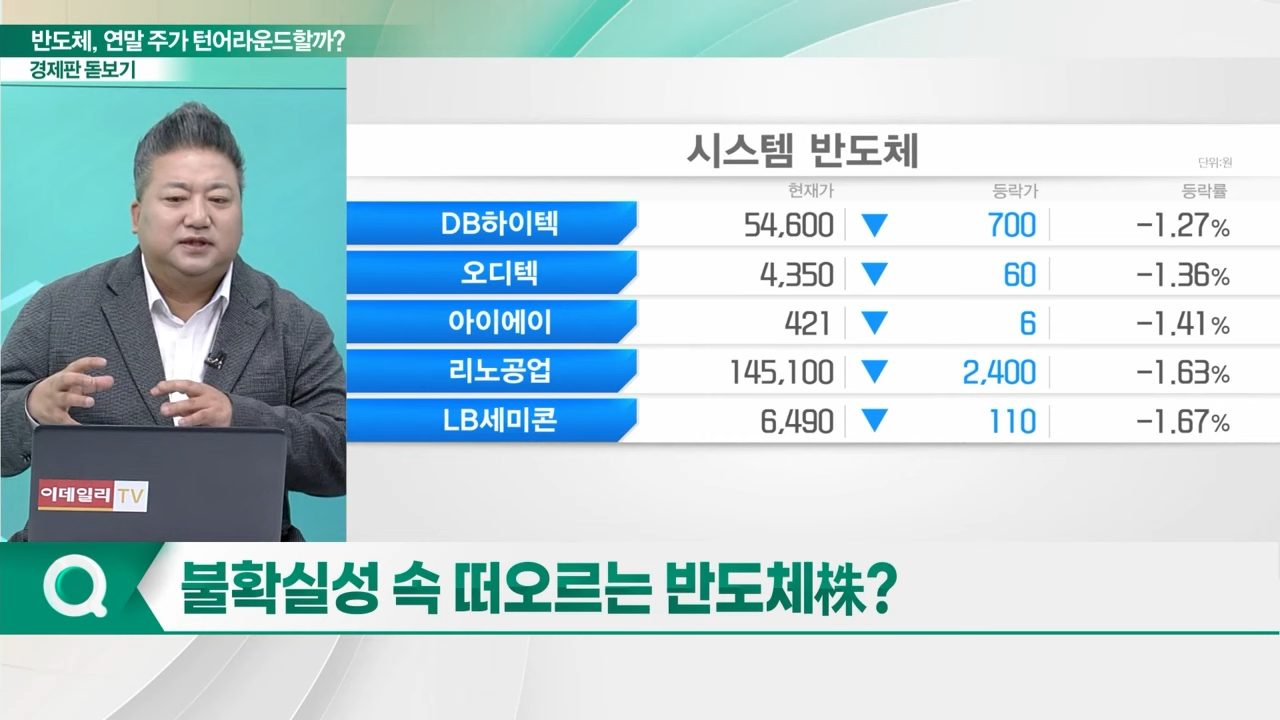 반도체, 연말 주가 턴어라운드할까?
경제판 돋보기
시스템 반도체
단위:원
현재가 등락가 등락률
DB하이텍 54,600 ▼ 700 -1.27%
오디텍 4,350 ▼ 60 -1.36%
아이에이 421 ▼ 6 -1.41%
리노공업 145,100 ▼ 2,400 -1.63%
LB세미콘 6,490 ▼ 110 -1.67%
이데일리 TV
Q 불확실성 속 떠오르는 반도체株?